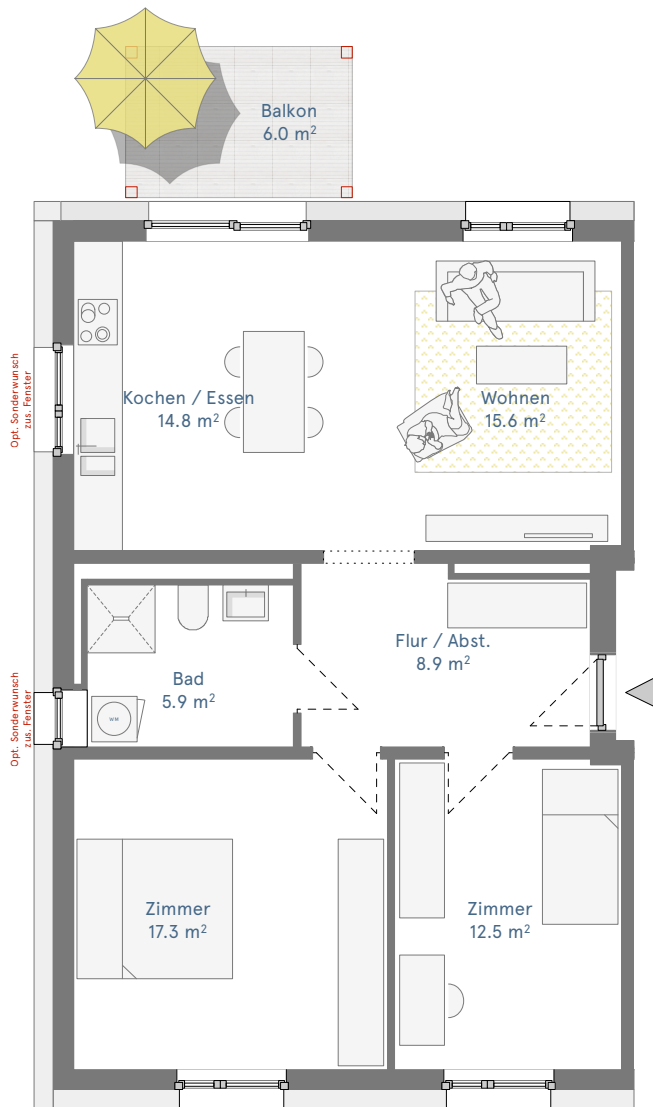 Balkon
6.0 m²
Opt. Sonderwunsch
zus. Fenster
Kochen / Essen
14.8 m²
Wohnen
15.6 m²
Flur / Abst.
8.9 m²
Bad
5.9 m²
Opt. Sonderwunsch
zus. Fenster
WM
Zimmer
17.3 m²
Zimmer
12.5 m²